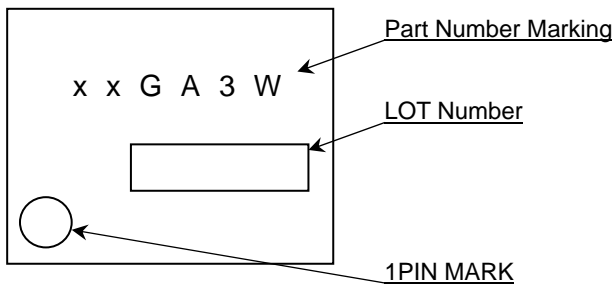 Part Number Marking
x x G A 3 W
LOT Number
1PIN MARK